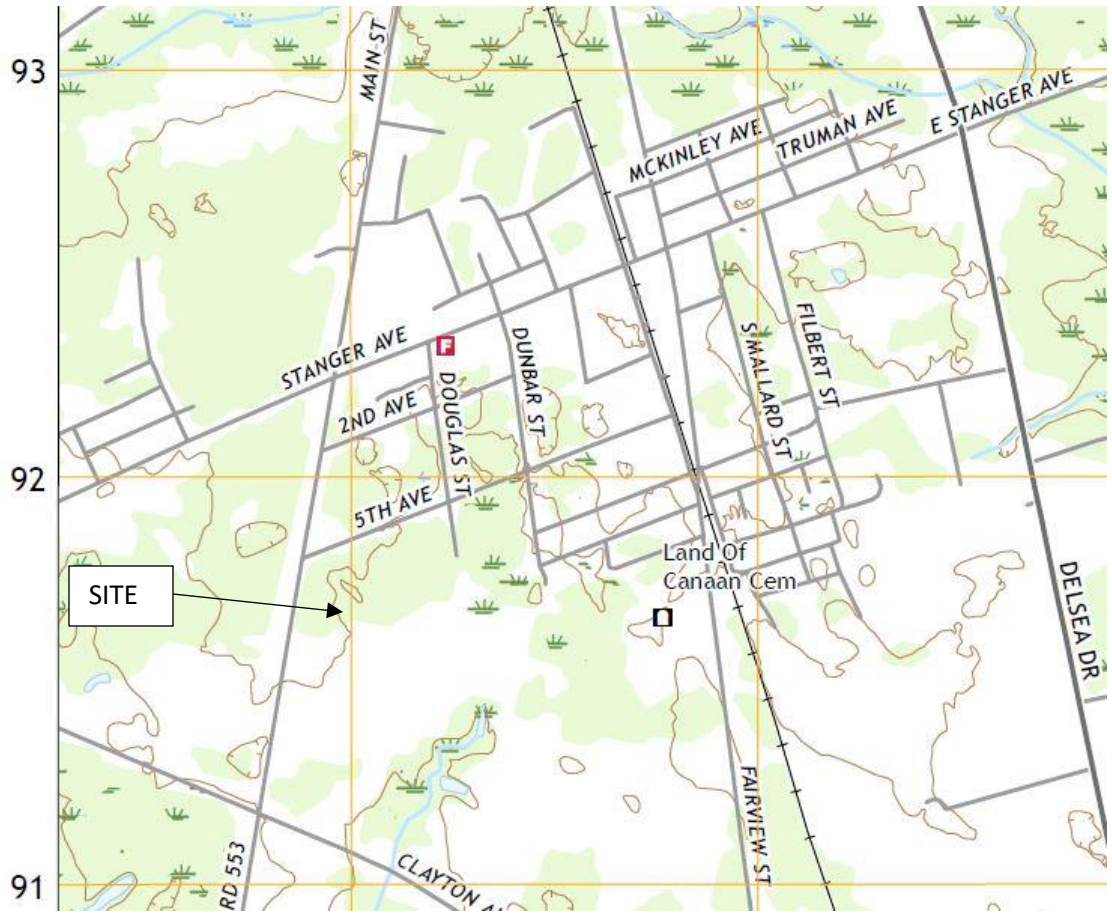 93
MAIN ST
MCKINLEY AVE
TRUMAN AVE
E STANGER AVE
STANGER AVE
F
DUNBAR ST
S MALLARD ST
FILBERT ST
2ND AVE
DOUGLAS ST
92
5TH AVE
Land Of
Canaan Cem
SITE
DELSEA DR
FAIRVIEW ST
RD 553
CLAYTON
91